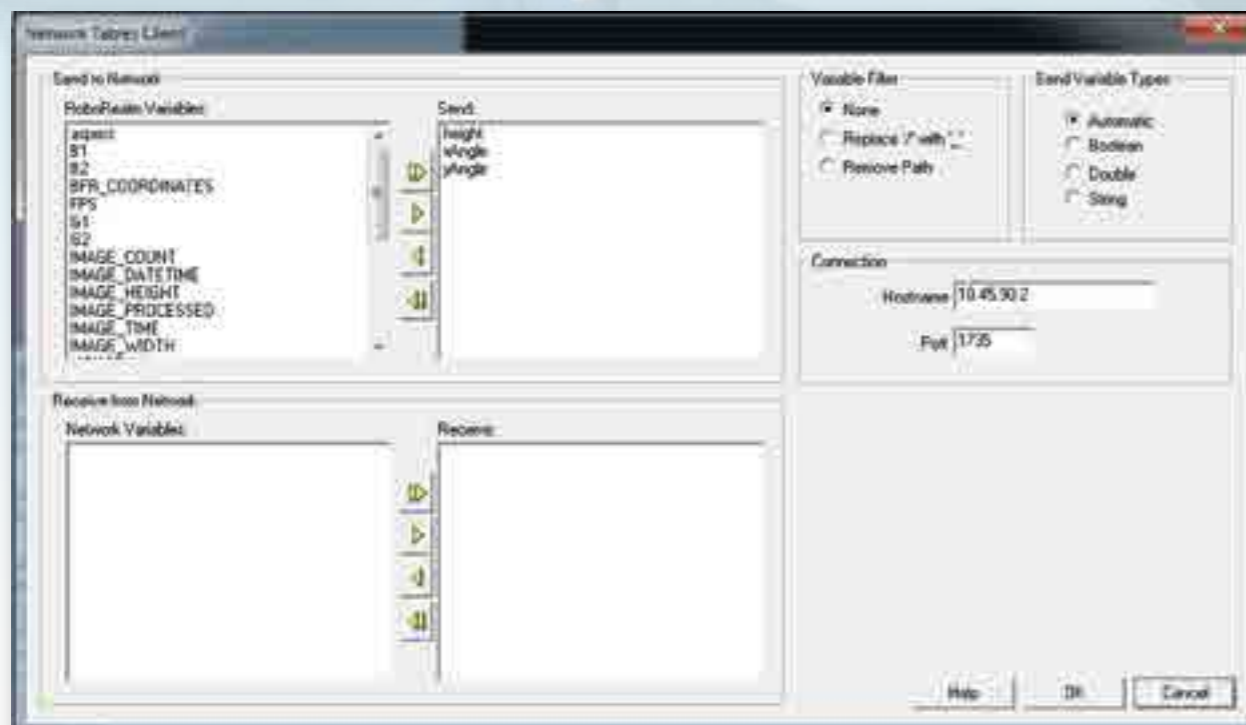 Network Tables Client
Send to Network
RoboRealm Variables:
aspect
B1
B2
BFR_COORDINATES
FPS
G1
G2
IMAGE_COUNT
IMAGE_DATETIME
IMAGE_HEIGHT
IMAGE_PROCESSED
IMAGE_TIME
IMAGE_WIDTH
Send:
height
xAngle
yAngle
Variable Filter
None
Replace '/' with '_'
Remove Path
Send Variable Types
Automatic
Boolean
Double
String
Connection
Hostname 10.45.90.2
Port 1735
Receive from Network
Network Variables:
Receive:
Help
OK
Cancel